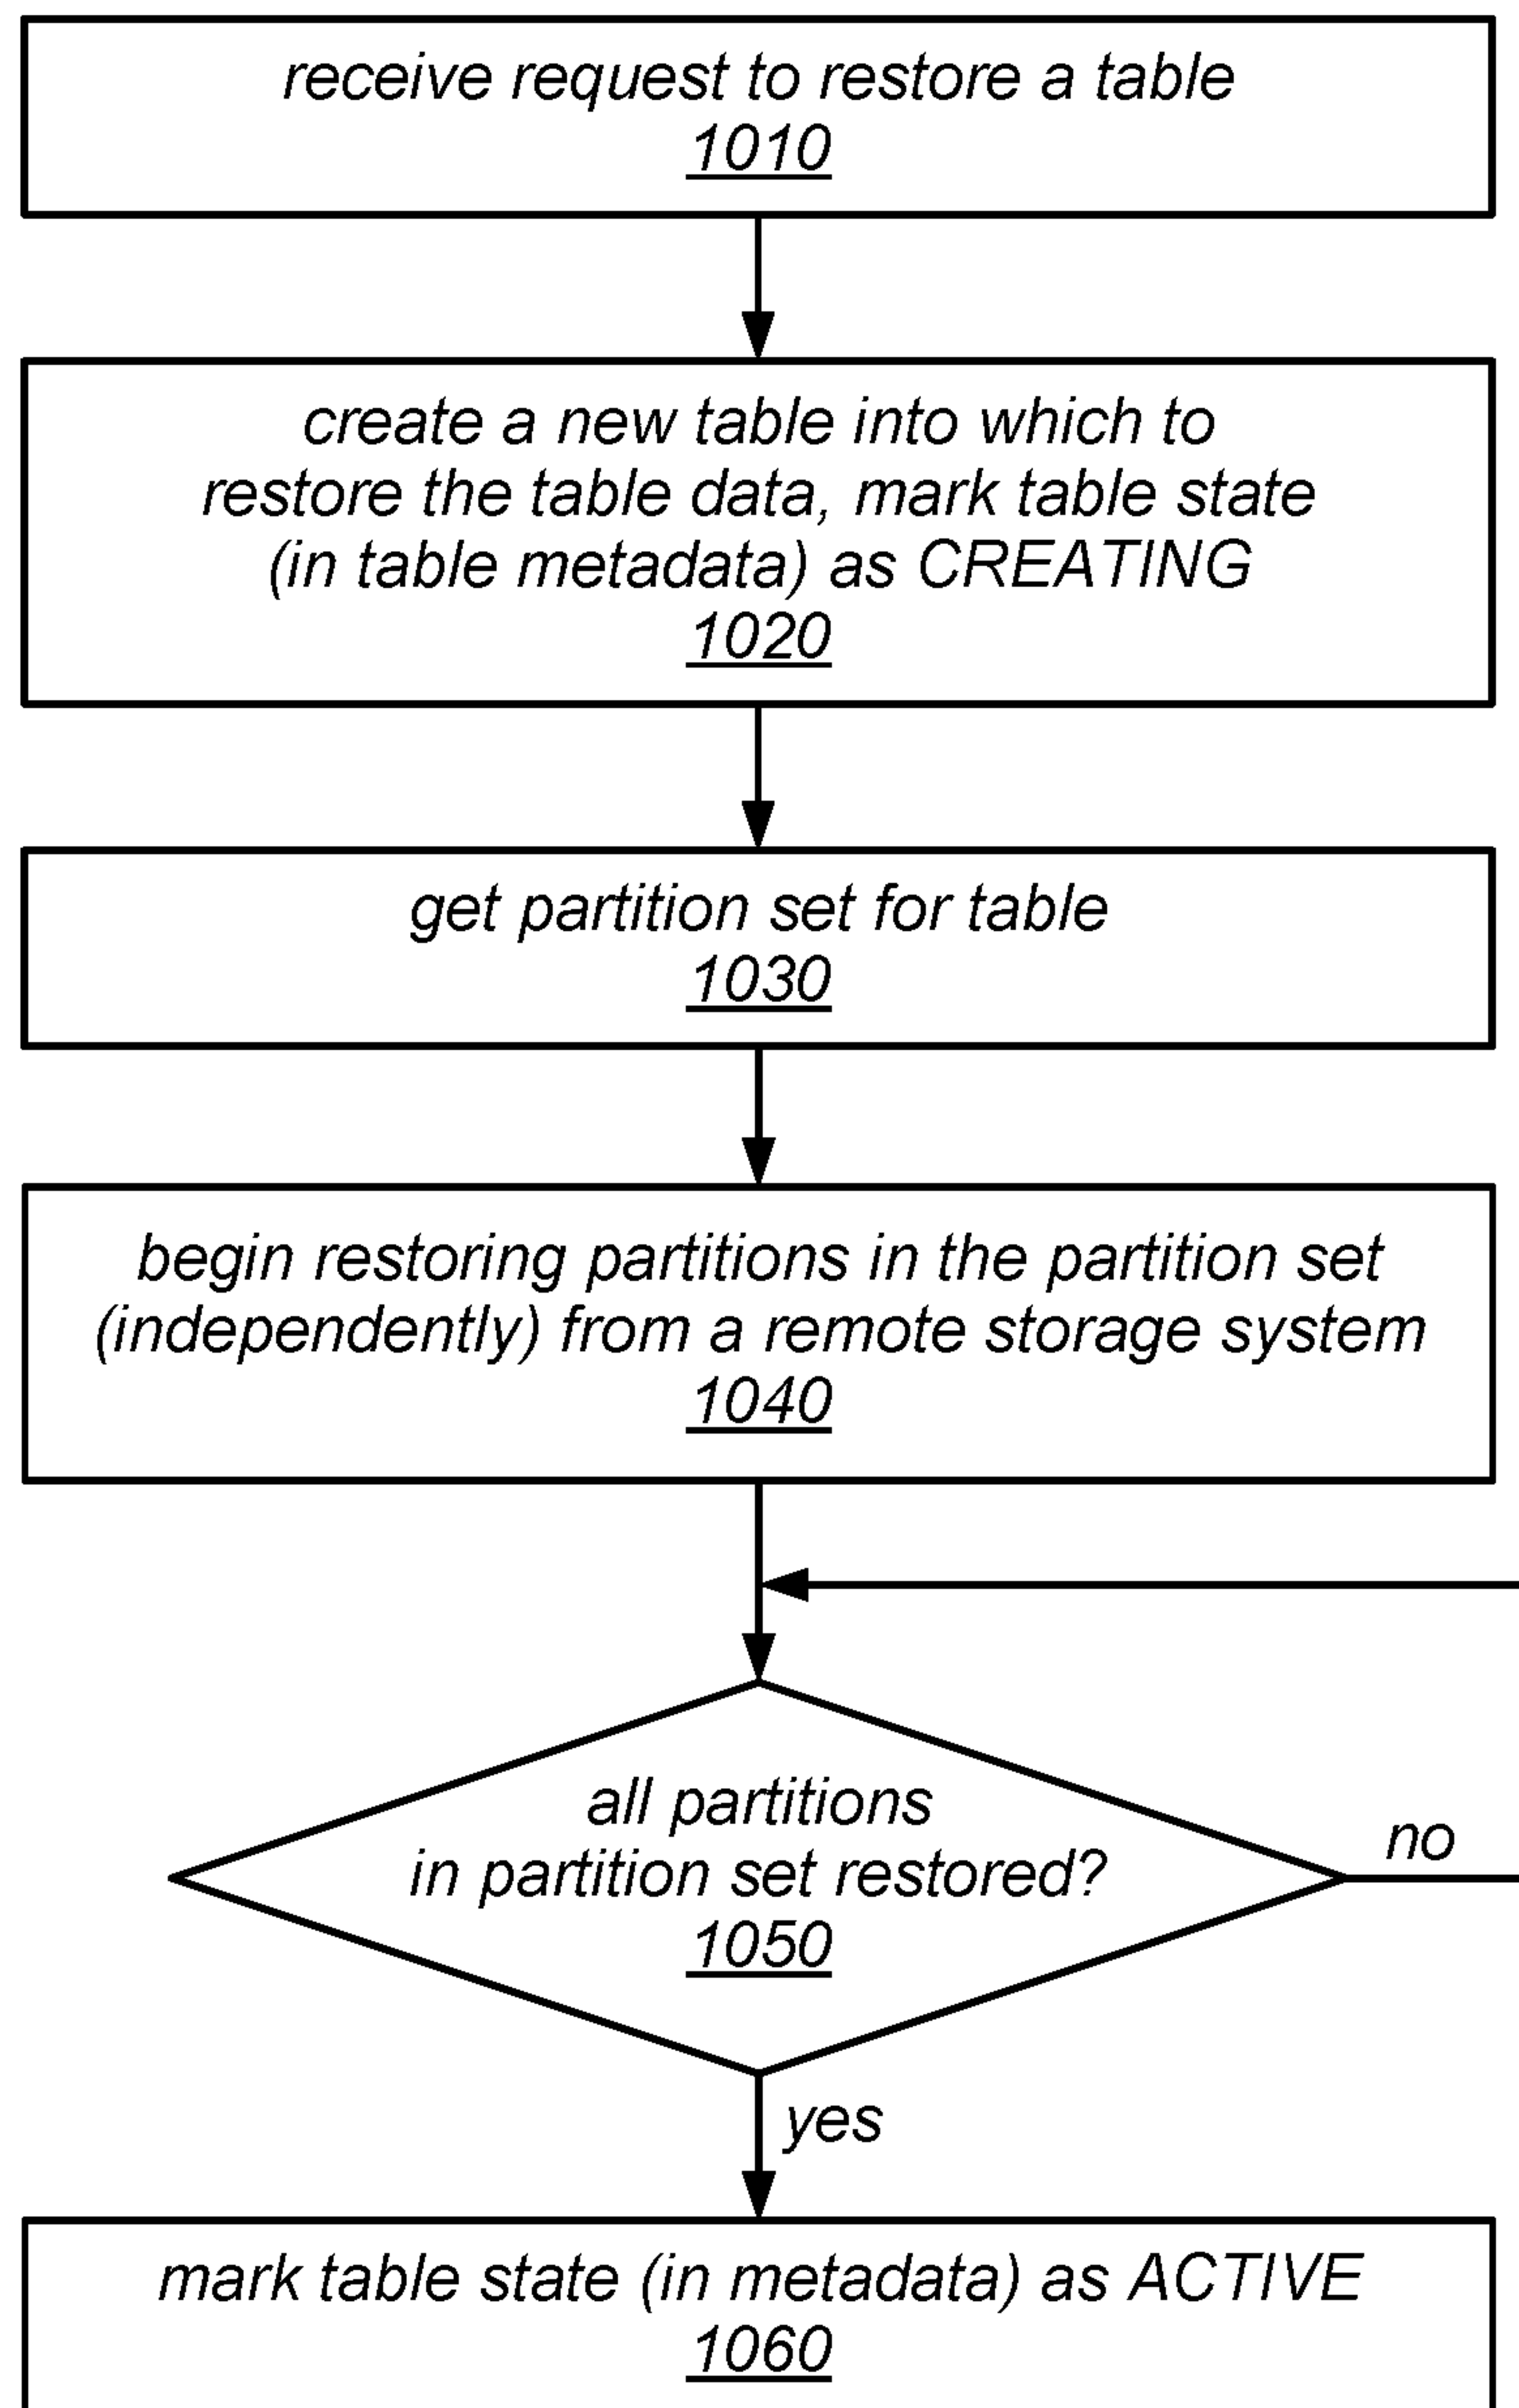 receive request to restore a table
1010
create a new table into which to
restore the table data, mark table state
(in table metadata) as CREATING
1020
get partition set for table
1030
begin restoring partitions in the partition set
(independently) from a remote storage system
1040
all partitions
in partition set restored?
1050
no
yes
mark table state (in metadata) as ACTIVE
1060